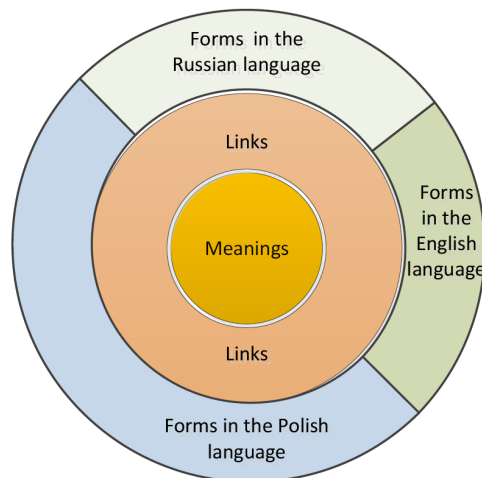 Forms in the
Russian language
Links
Forms
in the
English
language
Meanings
Links
Forms in the Polish
language